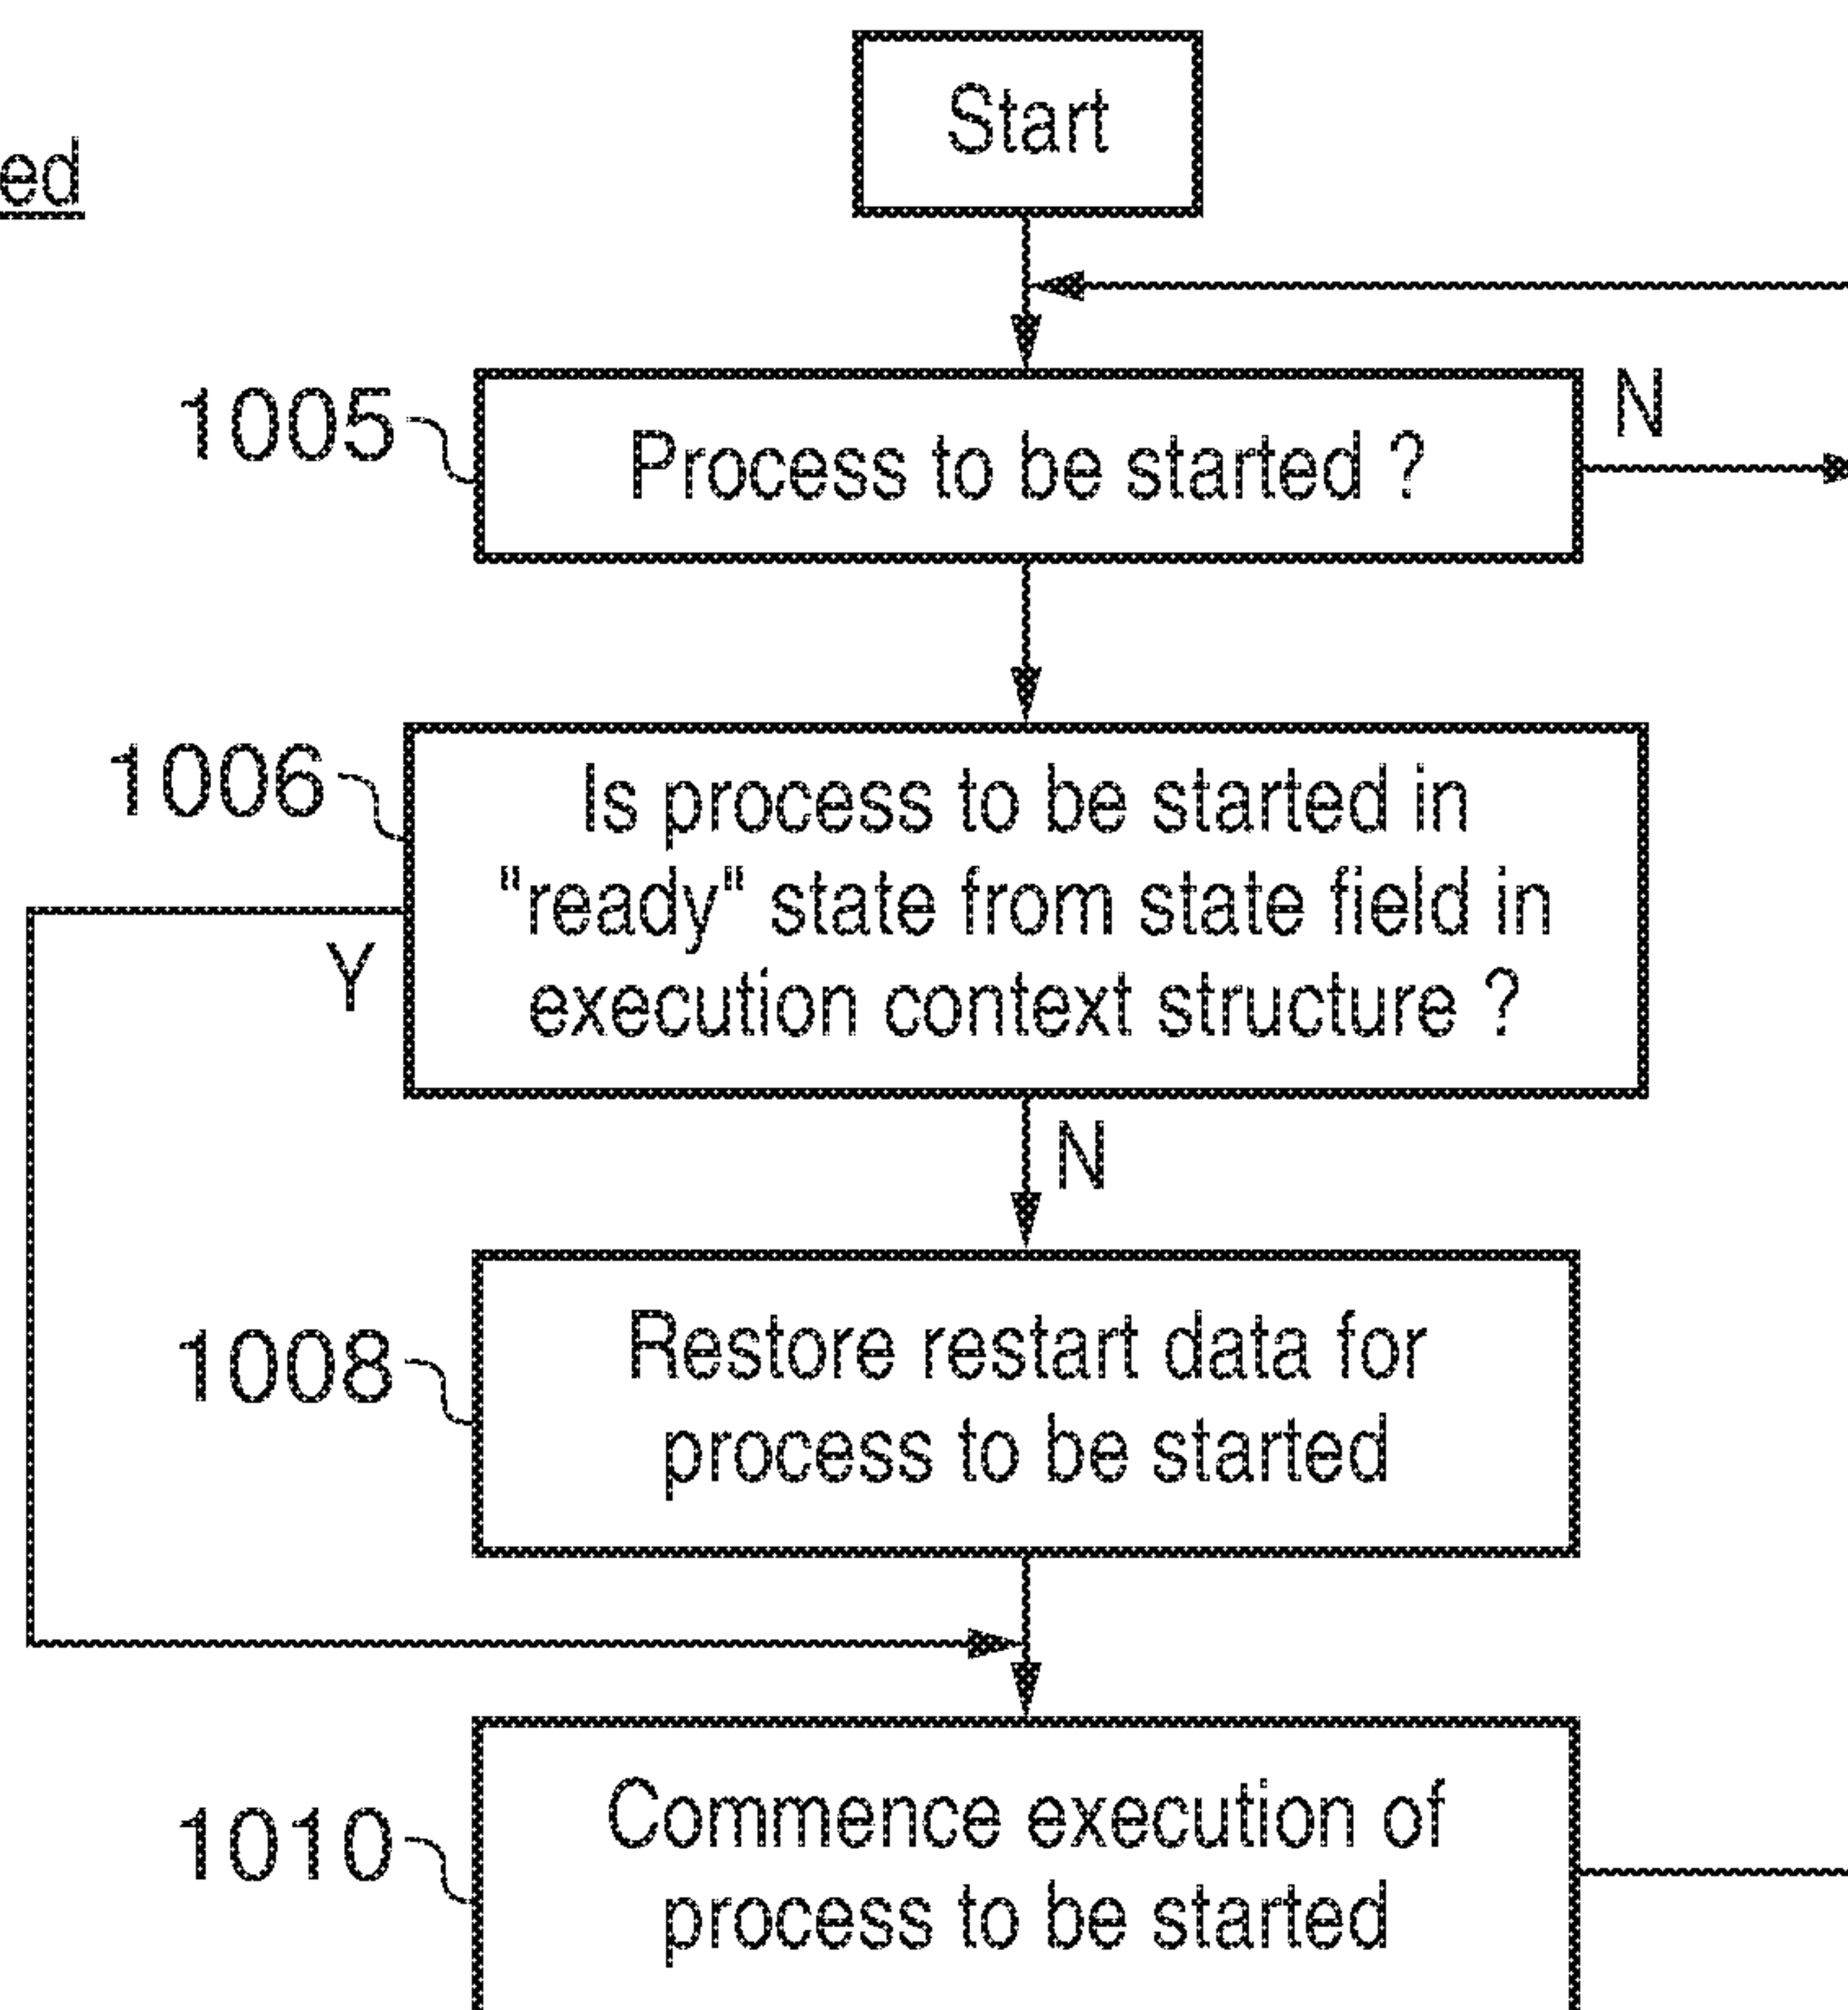 Start
ed
1005
Process to be started ?
N
1006
Is process to be started in
"ready" state from state field in
execution context structure ?
Y
N
1008
Restore restart data for
process to be started
1010
Commence execution of
process to be started